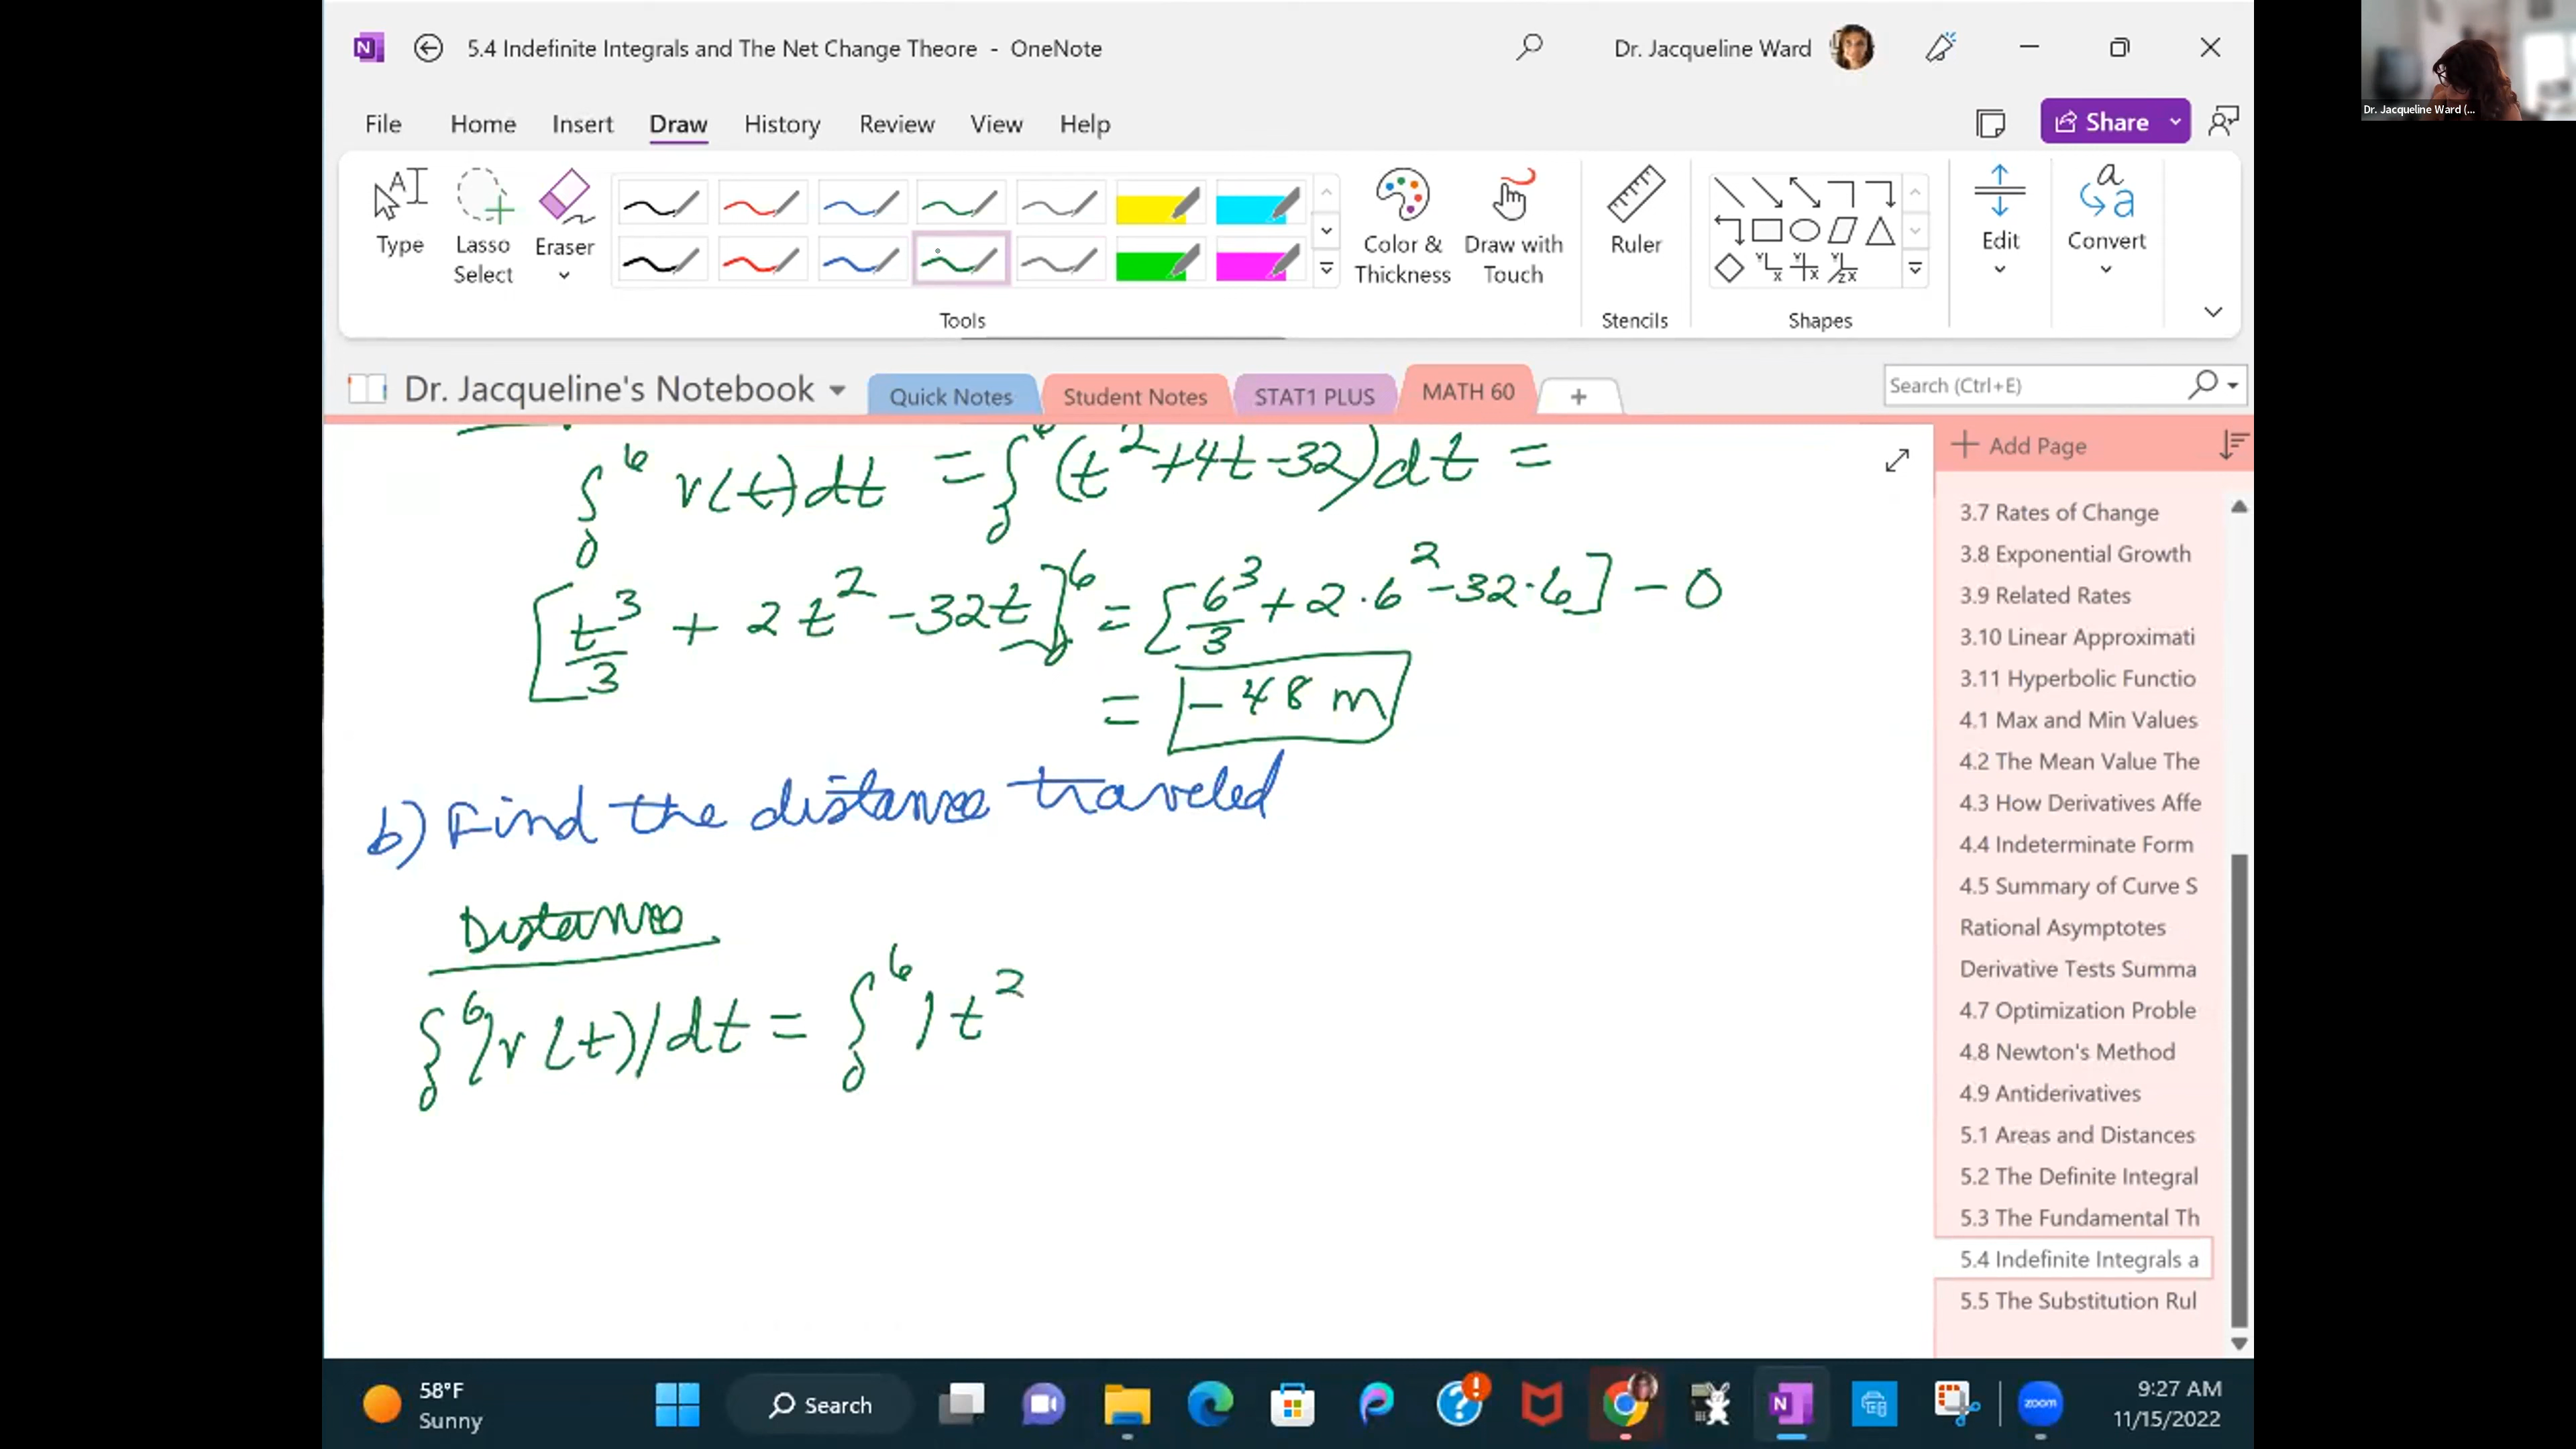 5.4 Indefinite Integrals and The Net Change Theore - OneNote
Dr. Jacqueline Ward
Dr. Jacqueline Ward (...
File Home Insert Draw History Review View Help
Share
Type
Lasso Select
Eraser
Color & Thickness
Draw with Touch
Ruler
Edit
Convert
Tools
Stencils
Shapes
Dr. Jacqueline's Notebook
Quick Notes
Student Notes
STAT1 PLUS
MATH 60
+
Search (Ctrl+E)
∫₀⁶ v(t)dt = ∫₀⁶ (t²+4t-32)dt =
[t³/3 + 2t² -32t]₀⁶ = [6³/3 + 2·6² -32·6] - 0
= -48 m
b) Find the distance traveled
Distance
∫₀⁶ |v(t)|dt = ∫₀⁶ |t²
Add Page
3.7 Rates of Change
3.8 Exponential Growth
3.9 Related Rates
3.10 Linear Approximati
3.11 Hyperbolic Functio
4.1 Max and Min Values
4.2 The Mean Value The
4.3 How Derivatives Affe
4.4 Indeterminate Form
4.5 Summary of Curve S
Rational Asymptotes
Derivative Tests Summa
4.7 Optimization Proble
4.8 Newton's Method
4.9 Antiderivatives
5.1 Areas and Distances
5.2 The Definite Integral
5.3 The Fundamental Th
5.4 Indefinite Integrals a
5.5 The Substitution Rul
58°F
Sunny
Search
zoom
9:27 AM
11/15/2022